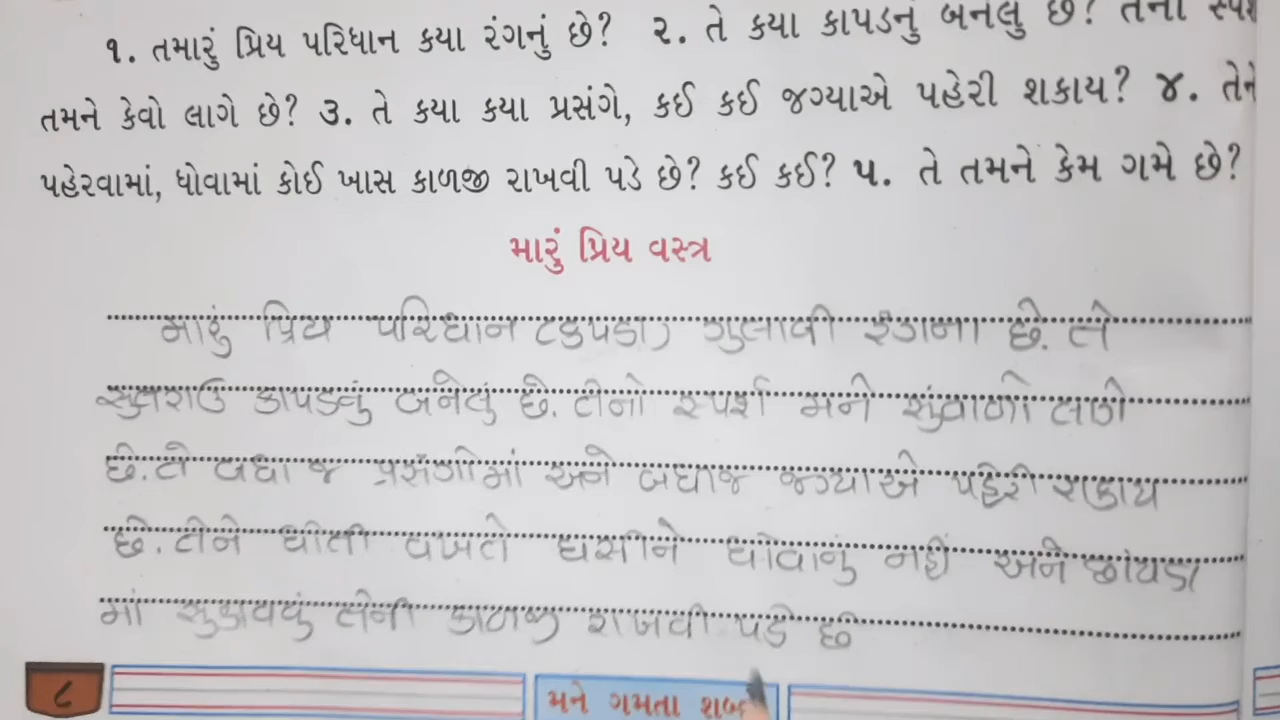 ૧. તમારું પ્રિય પરિધાન કયા રંગનું છે? ૨. તે કયા કાપડનું બનેલું છે? તેનો સ્પર્શ
તમને કેવો લાગે છે? ૩. તે કયા કયા પ્રસંગે, કઈ કઈ જગ્યાએ પહેરી શકાય? ૪. તેને
પહેરવામાં, ધોવામાં કોઈ ખાસ કાળજી રાખવી પડે છે? કઈ કઈ? ૫. તે તમને કેમ ગમે છે?
મારું પ્રિય વસ્ત્ર
મારું પ્રિય પરિધાન ગુલાબી રંગના છે. તે
સુતરાઉ કાપડનું બનેલું છે. તેનો સ્પર્શ મને સુંવાળો લાગે
છે. તે બધા જ પ્રસંગોમાં અને બધાજ જગ્યાએ પહેરી શકાય
છે. તેને ધોતી વખતે ઘસીને ધોવાનું નહીં અને છાંયડા
માં સુકાવવું તેની કાળજી રાખવી પડે છે
૮
મને ગમતા શબ્દ